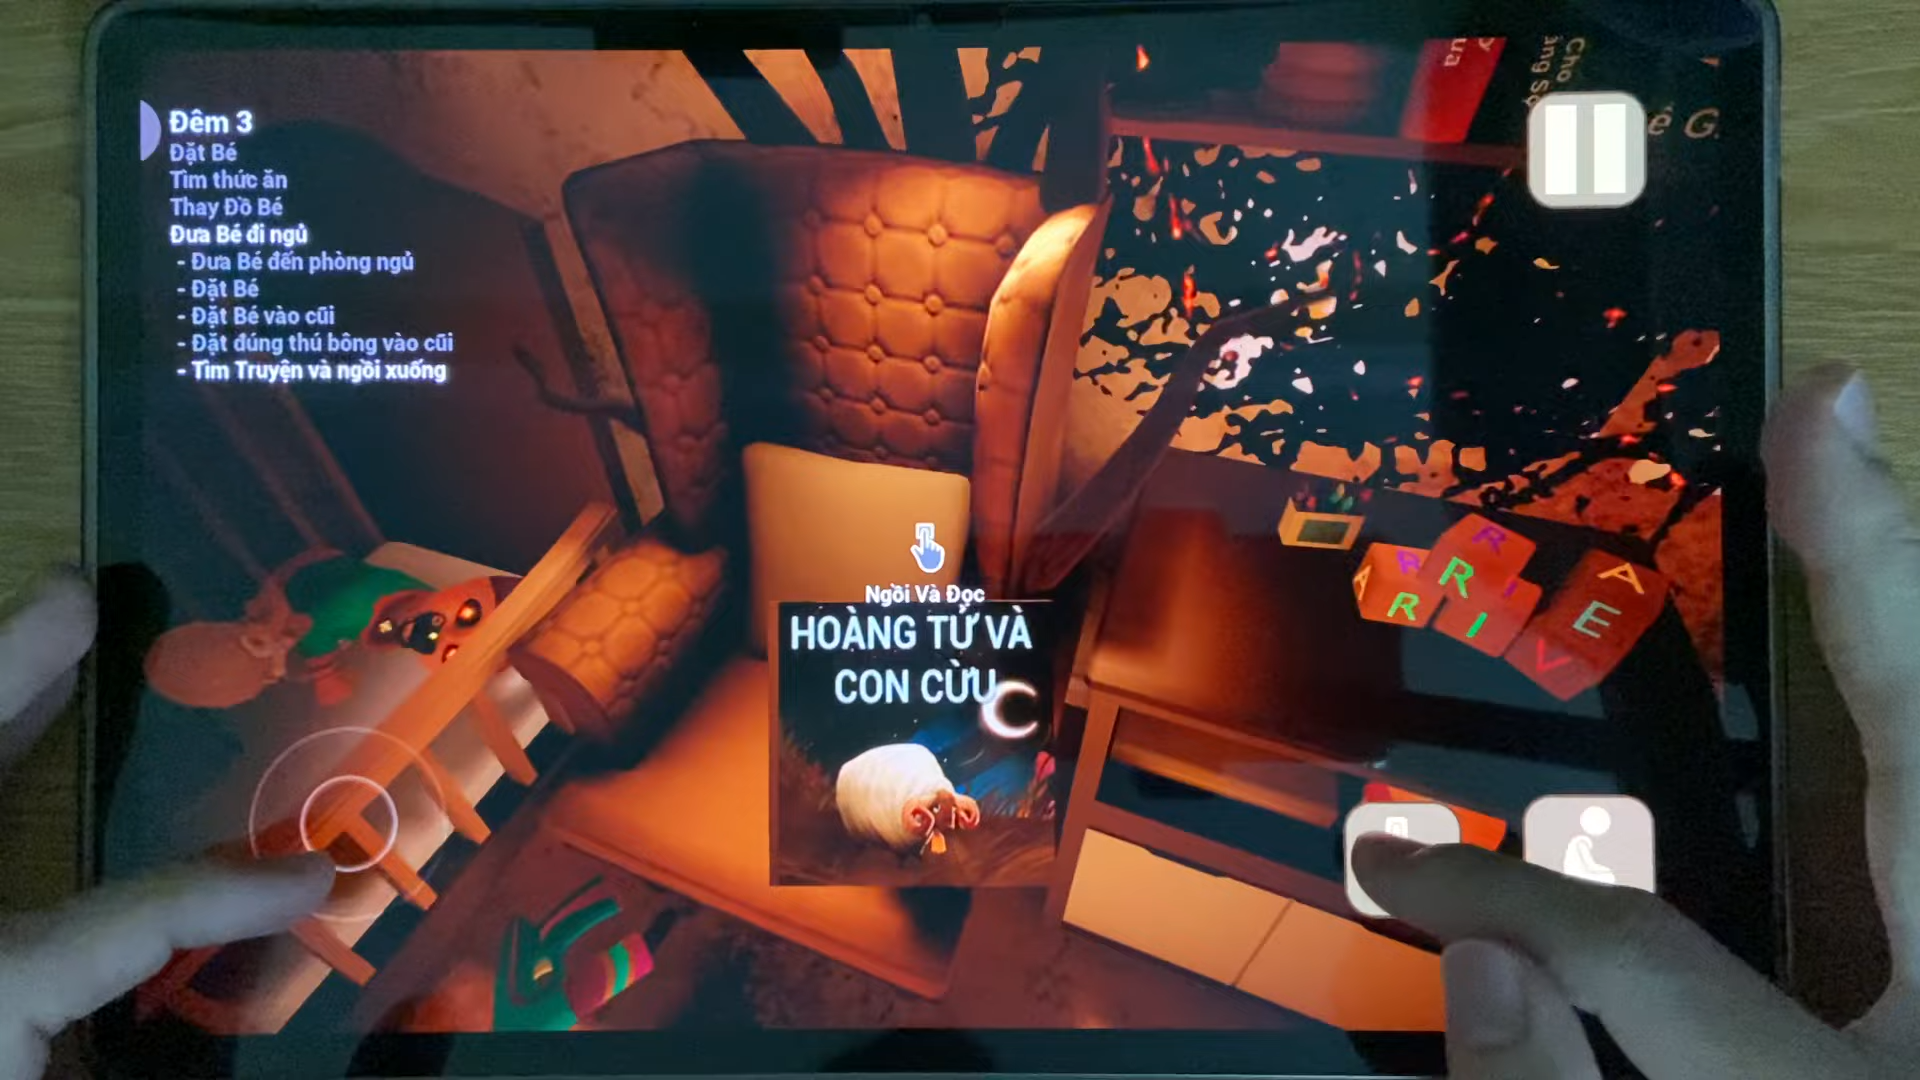 Đêm 3
Đặt Bé
Tìm thức ăn
Thay Đồ Bé
Đưa Bé đi ngủ
- Đưa Bé đến phòng ngủ
- Đặt Bé
- Đặt Bé vào cũi
- Đặt đúng thú bông vào cũi
- Tìm Truyện và ngồi xuống
Cho
G
Ngồi Và Đọc
HOÀNG TỬ VÀ
CON CỪU
R
A R R I A
R I E
V